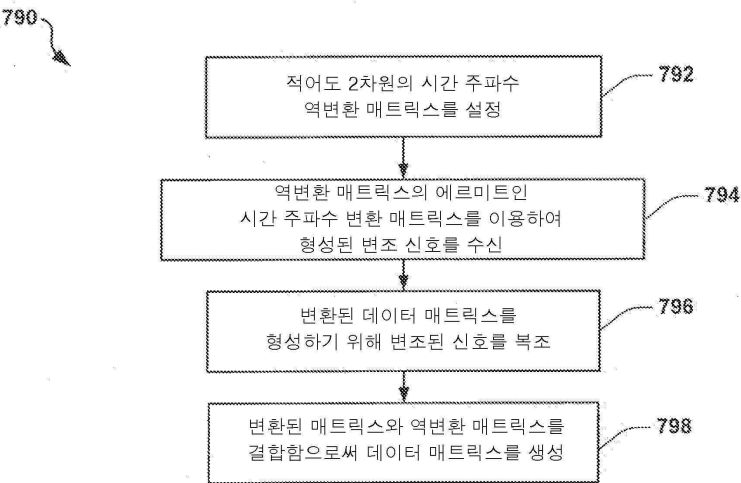 790
적어도 2차원의 시간 주파수
역변환 매트릭스를 설정
792
역변환 매트릭스의 에르미트인
시간 주파수 변환 매트릭스를 이용하여
형성된 변조 신호를 수신
794
변환된 데이터 매트릭스를
형성하기 위해 변조된 신호를 복조
796
변환된 매트릭스와 역변환 매트릭스를
결합함으로써 데이터 매트릭스를 생성
798